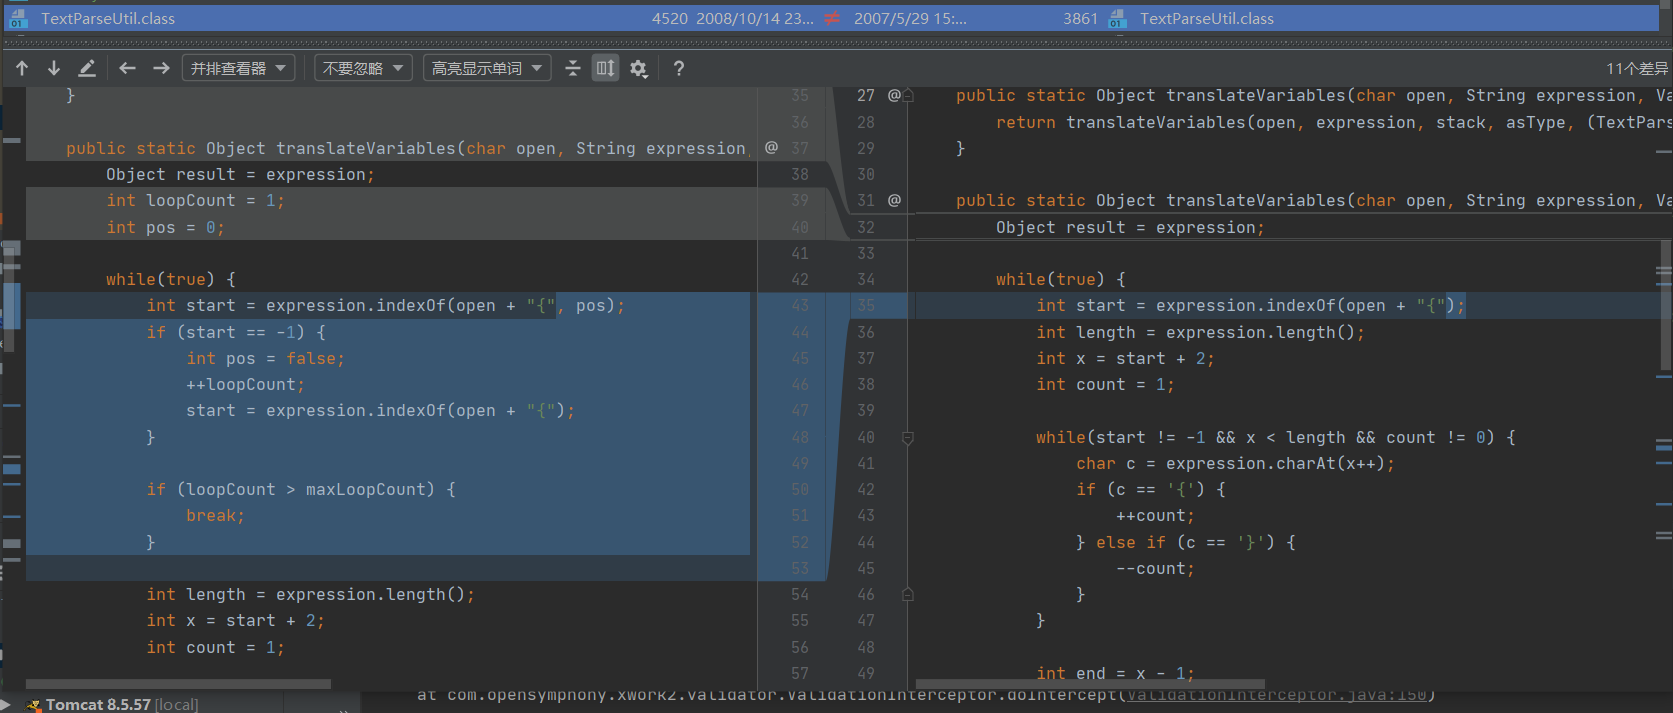 TextParseUtil.class 4520 2008/10/14 23... ≠ 2007/5/29 15:... 3861 TextParseUtil.class
并排查看器 不要忽略 高亮显示单词 ? 11个差异
} 35
36
public static Object translateVariables(char open, String expression, @ 37
Object result = expression; 38
int loopCount = 1; 39
int pos = 0; 40
41
while(true) { 42
int start = expression.indexOf(open + "{", pos); 43
if (start == -1) { 44
int pos = false; 45
++loopCount; 46
start = expression.indexOf(open + "{"); 47
} 48
49
if (loopCount > maxLoopCount) { 50
break; 51
} 52
53
int length = expression.length(); 54
int x = start + 2; 55
int count = 1; 56
57
27 @ public static Object translateVariables(char open, String expression, Va
28 return translateVariables(open, expression, stack, asType, (TextPars
29 }
30
31 @ public static Object translateVariables(char open, String expression, Va
32 Object result = expression;
33
34 while(true) {
35 int start = expression.indexOf(open + "{");
36 int length = expression.length();
37 int x = start + 2;
38 int count = 1;
39
40 while(start != -1 && x < length && count != 0) {
41 char c = expression.charAt(x++);
42 if (c == '{') {
43 ++count;
44 } else if (c == '}') {
45 --count;
46 }
47 }
48
49 int end = x - 1;
Tomcat 8.5.57 [local]
at com.opensymphony.xwork2.validator.ValidationInterceptor.doIntercept(ValidationInterceptor.java:150)